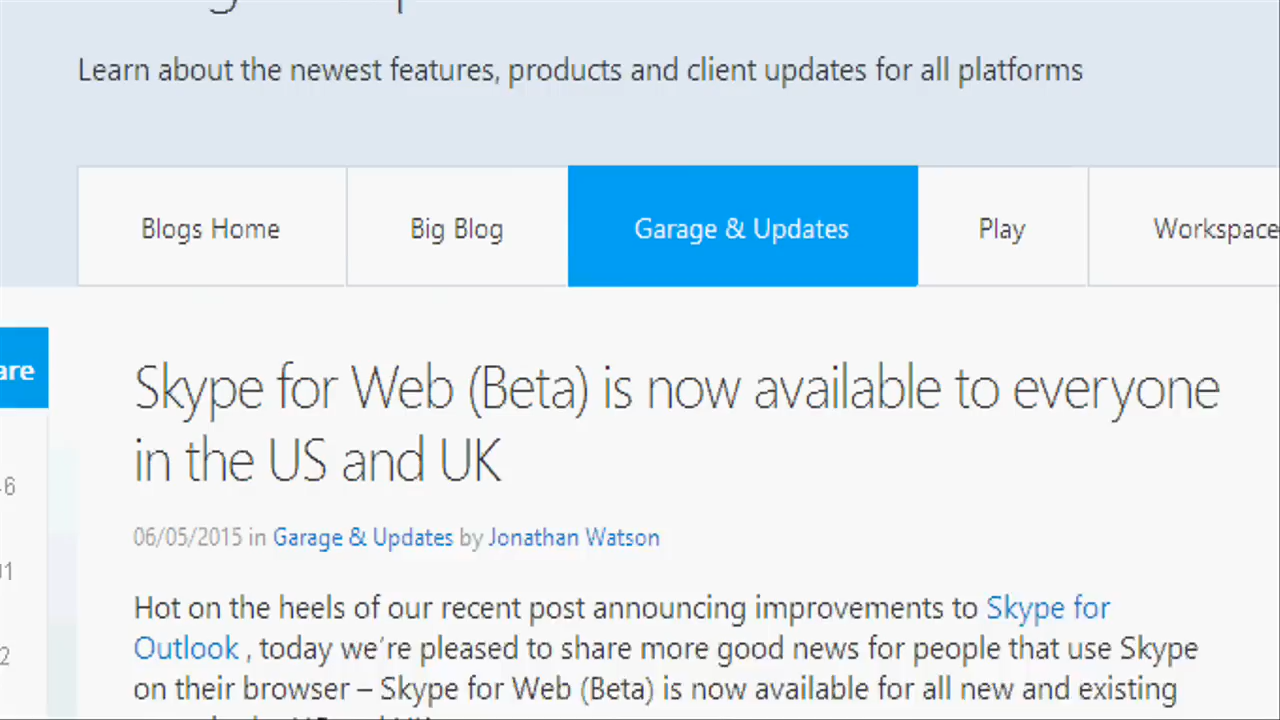 Learn about the newest features, products and client updates for all platforms
Blogs Home
Big Blog
Garage & Updates
Play
Workspace
Skype for Web (Beta) is now available to everyone
in the US and UK
06/05/2015 in Garage & Updates by Jonathan Watson
Hot on the heels of our recent post announcing improvements to Skype for
Outlook , today we're pleased to share more good news for people that use Skype
on their browser – Skype for Web (Beta) is now available for all new and existing